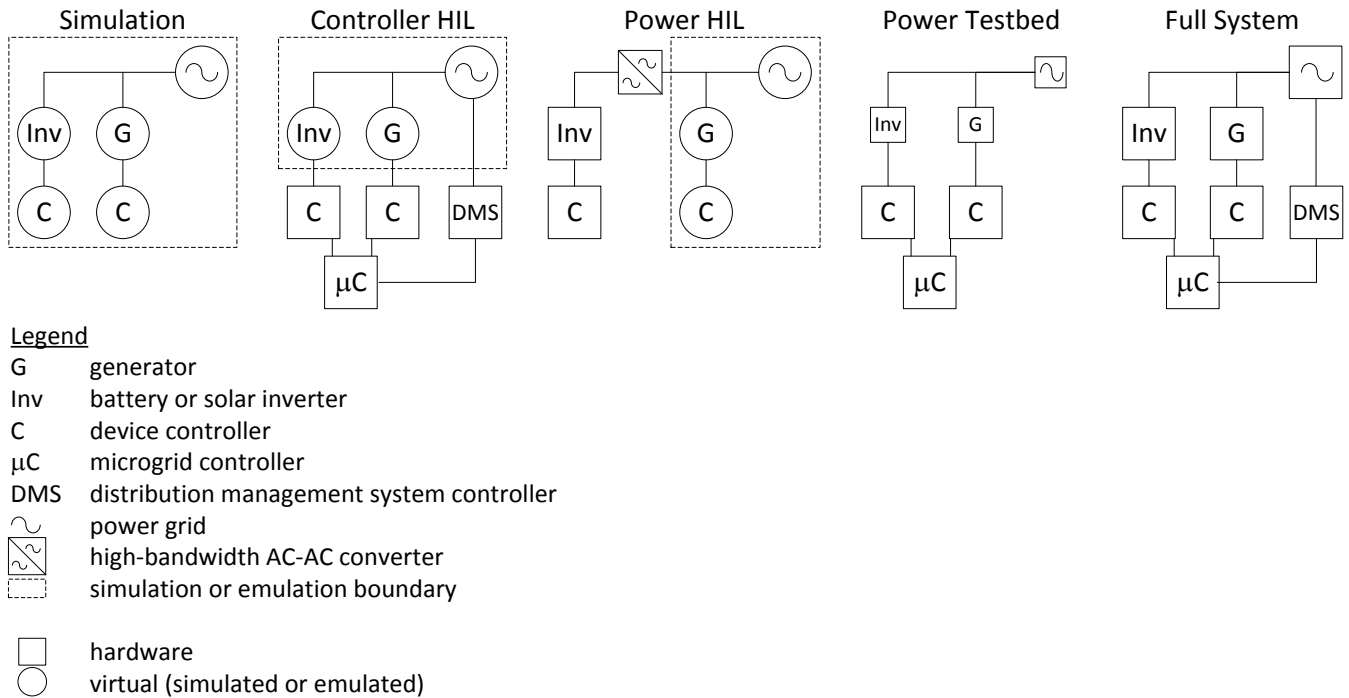 Simulation
Controller HIL
Power HIL
Power Testbed
Full System
Inv G
C C
Inv G
C C DMS
μC
Inv G
C C
Inv G
C C
μC
Inv G
C C DMS
μC
Legend
G generator
Inv battery or solar inverter
C device controller
μC microgrid controller
DMS distribution management system controller
power grid
high-bandwidth AC-AC converter
simulation or emulation boundary
hardware
virtual (simulated or emulated)